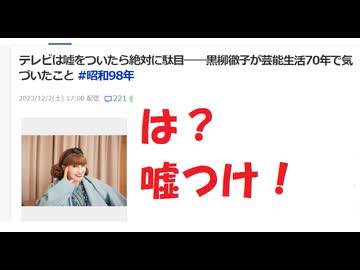 テレビは嘘をついたら絶対に駄目――黒柳徹子が芸能生活70年で気
づいたこと #昭和98年
2023/12/2(土) 17:00 配信 221
は？
嘘つけ！